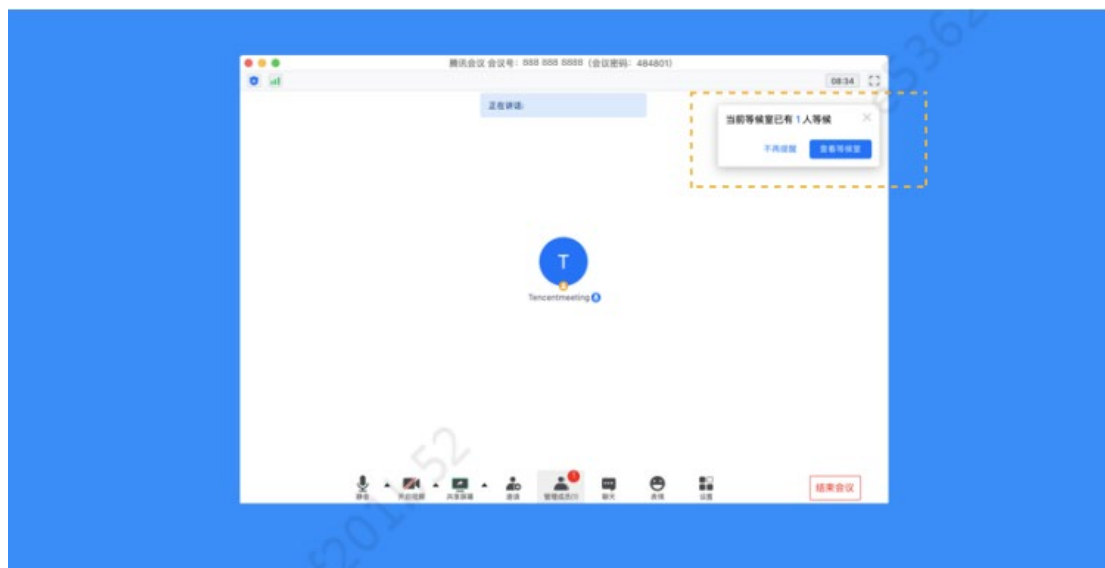 腾讯会议 会议号：888 888 8888（会议密码：484801）
08:34
正在讲话:
当前等候室已有 1 人等候
不再提醒 查看等候室
T
Tencentmeeting
静音 开启视频 共享屏幕 邀请 管理成员(1) 聊天 表情 设置 结束会议